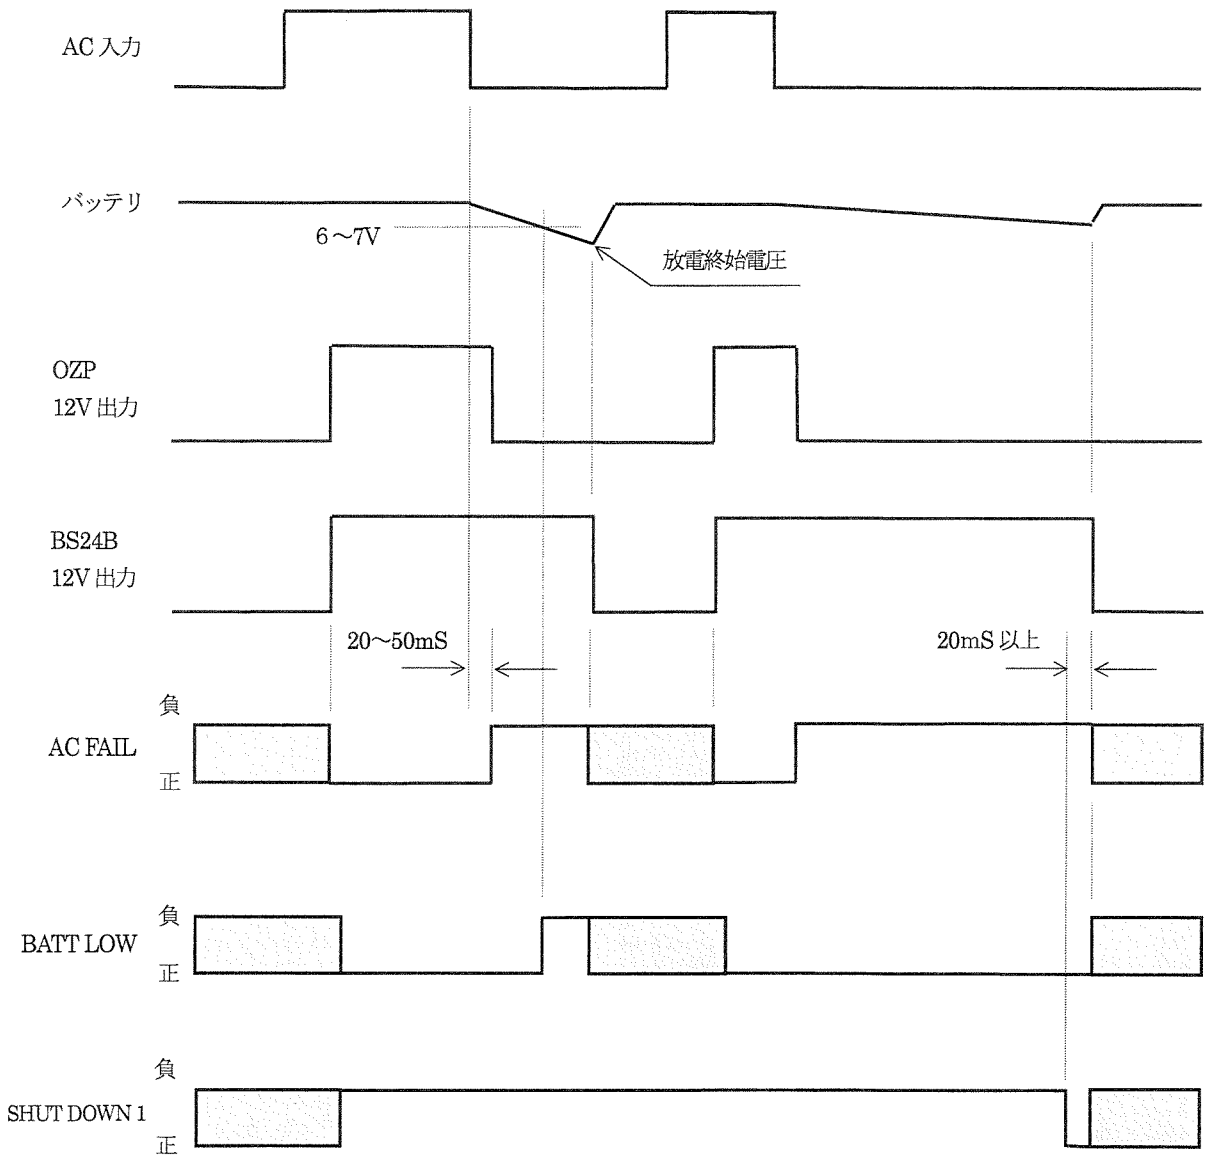 AC 入力
バッテリ
6～7V
放電終始電圧
OZP
12V 出力
BS24B
12V 出力
20～50mS
20mS 以上
負
AC FAIL
正
負
BATT LOW
正
負
SHUT DOWN 1
正